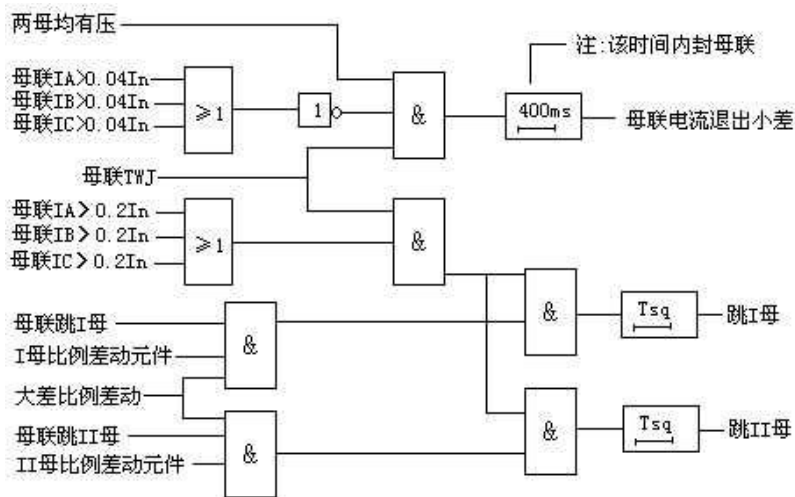 两母均有压
注:该时间内封母联
母联IA>0.04In
母联IB>0.04In
母联IC>0.04In
≥1
1
&
400ms
母联电流退出小差
母联TWJ
母联IA>0.2In
母联IB>0.2In
母联IC>0.2In
≥1
&
母联跳I母
I母比例差动元件
&
&
Tsq
跳I母
大差比例差动
母联跳II母
II母比例差动元件
&
&
Tsq
跳II母